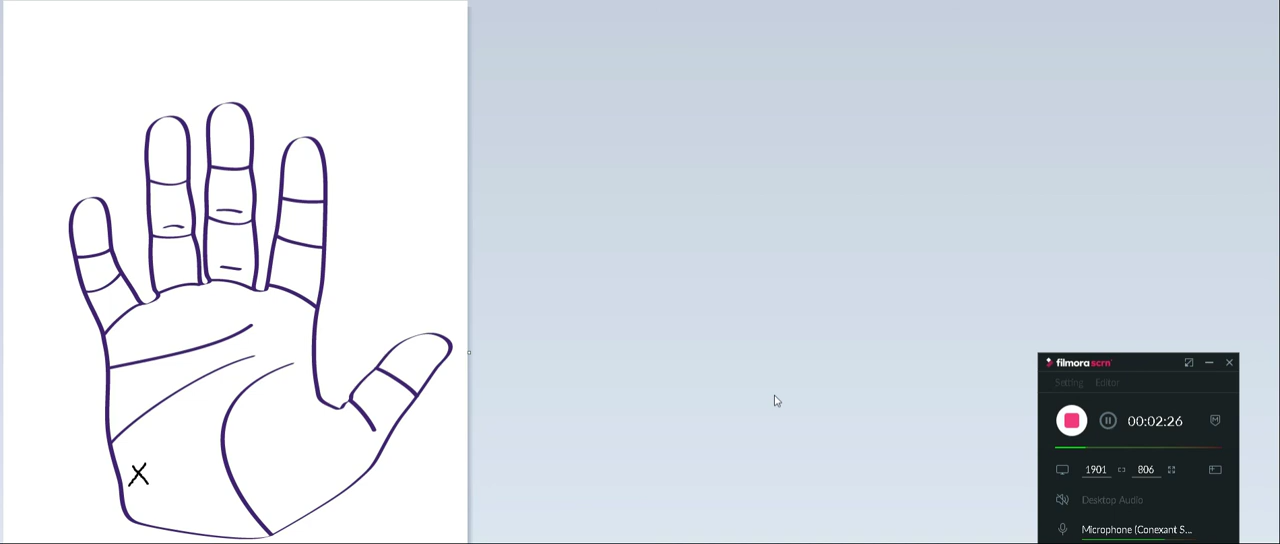 X
filmora scrn
Setting Editor
00:02:26
1901 806
Desktop Audio
Microphone (Conexant S...